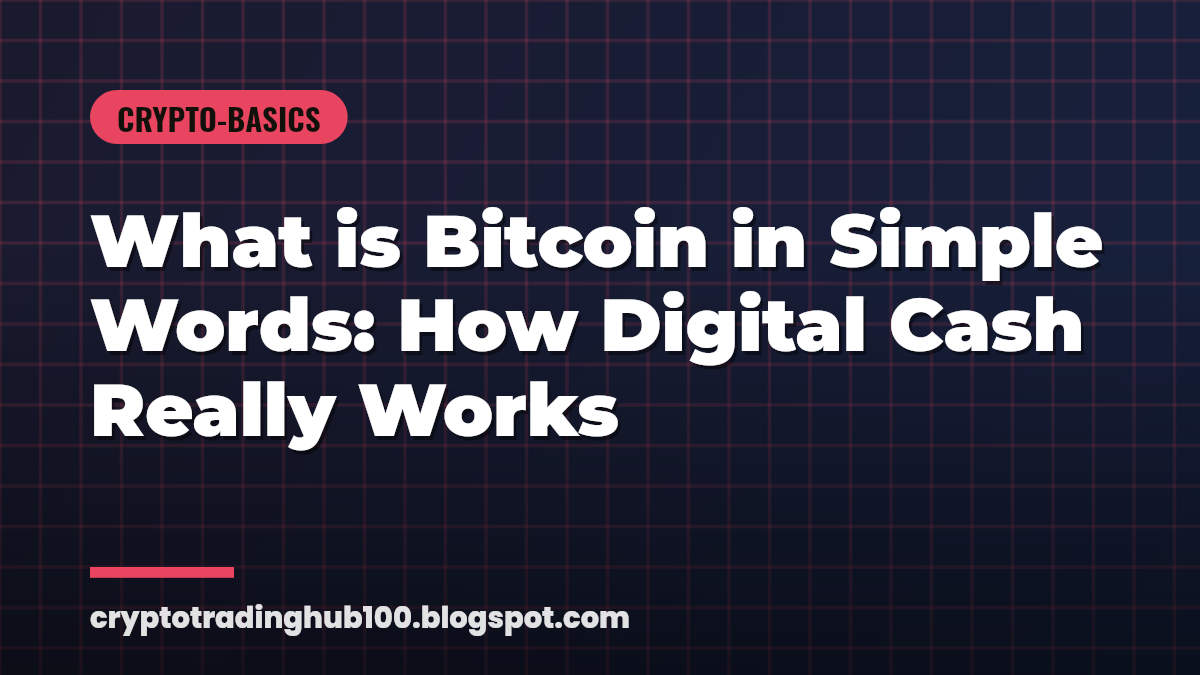 CRYPTO-BASICS
What is Bitcoin in Simple
Words: How Digital Cash
Really Works
cryptotradinghub100.blogspot.com